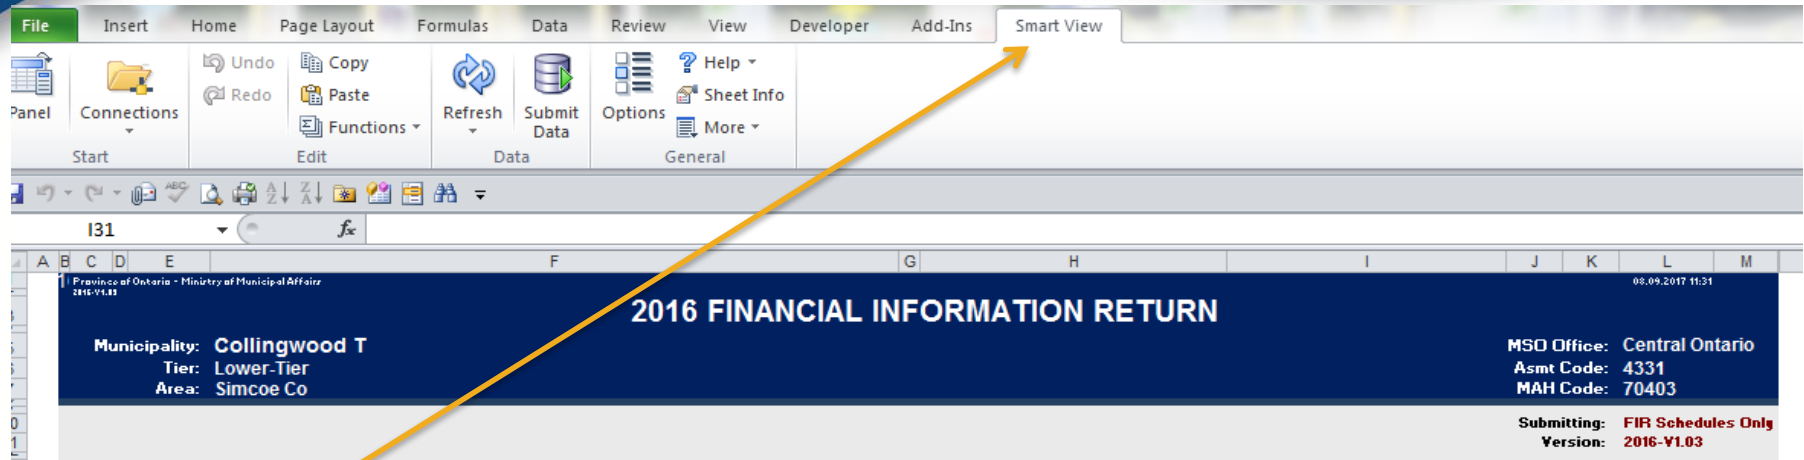 File Insert Home Page Layout Formulas Data Review View Developer Add-Ins Smart View
Undo Copy Help
Redo Paste Sheet Info
Panel Connections Functions Refresh Submit Data Options More
Start Edit Data General
I31 fx
A B C D E F G H I J K L M
1 Province of Ontario - Ministry of Municipal Affairs 08.09.2017 11:31
2016-V1.03
2016 FINANCIAL INFORMATION RETURN
Municipality: Collingwood T MSO Office: Central Ontario
Tier: Lower-Tier Asmt Code: 4331
Area: Simcoe Co MAH Code: 70403
Submitting: FIR Schedules Only
Version: 2016-V1.03